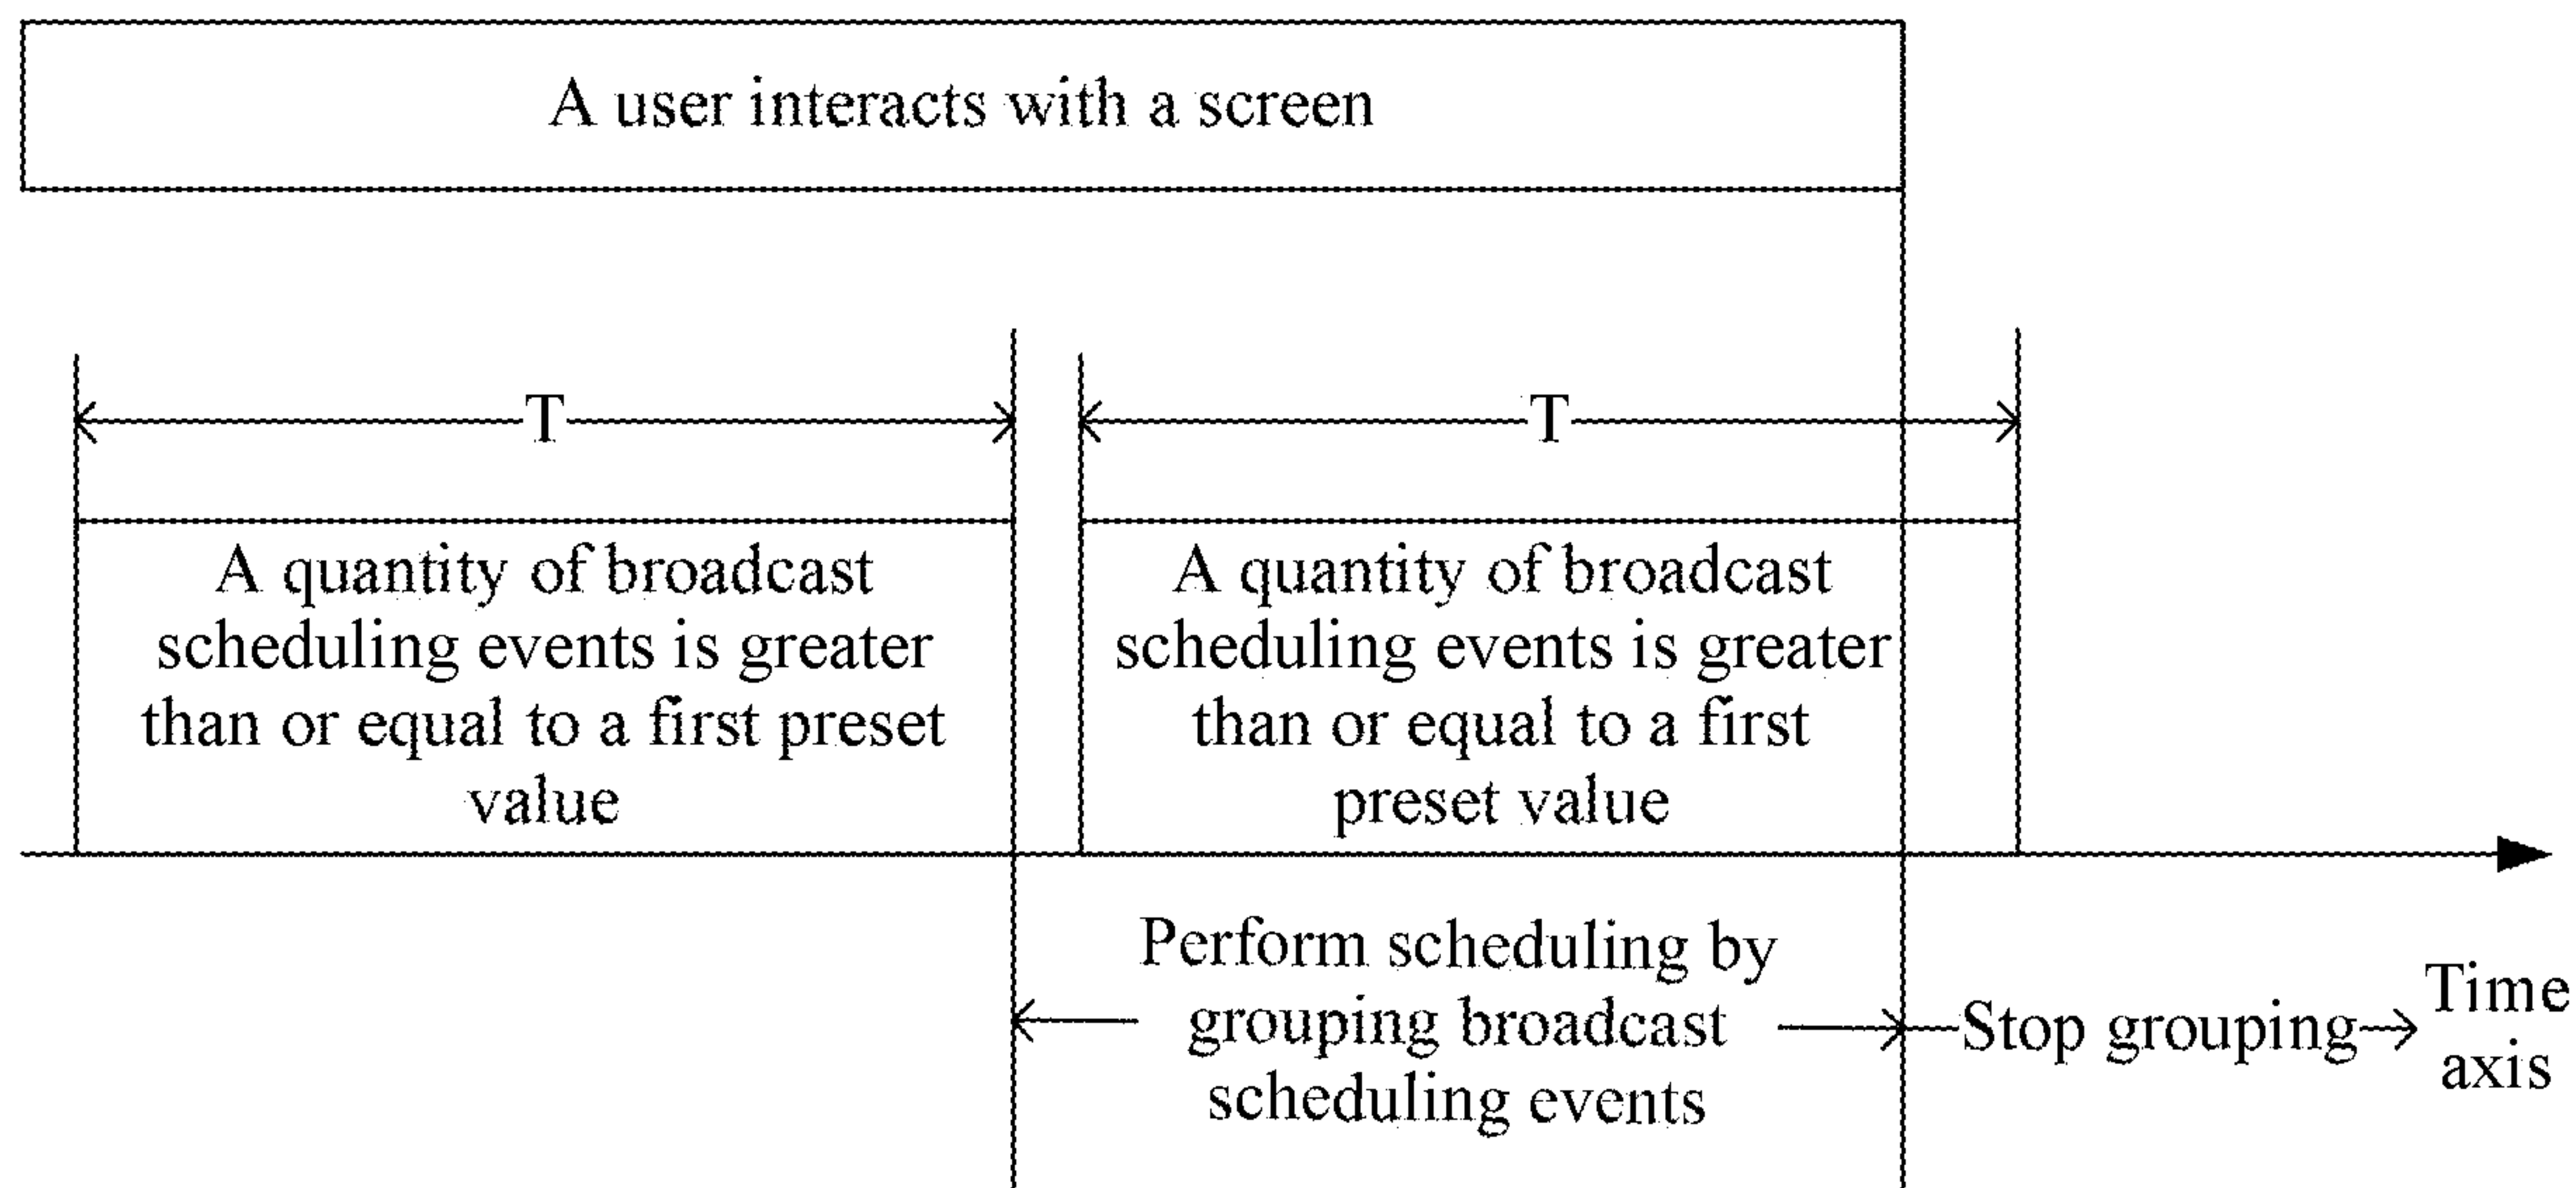 A user interacts with a screen
T
T
A quantity of broadcast
scheduling events is greater
than or equal to a first preset
value
A quantity of broadcast
scheduling events is greater
than or equal to a first
preset value
Perform scheduling by
grouping broadcast
scheduling events
Stop grouping
Time
axis